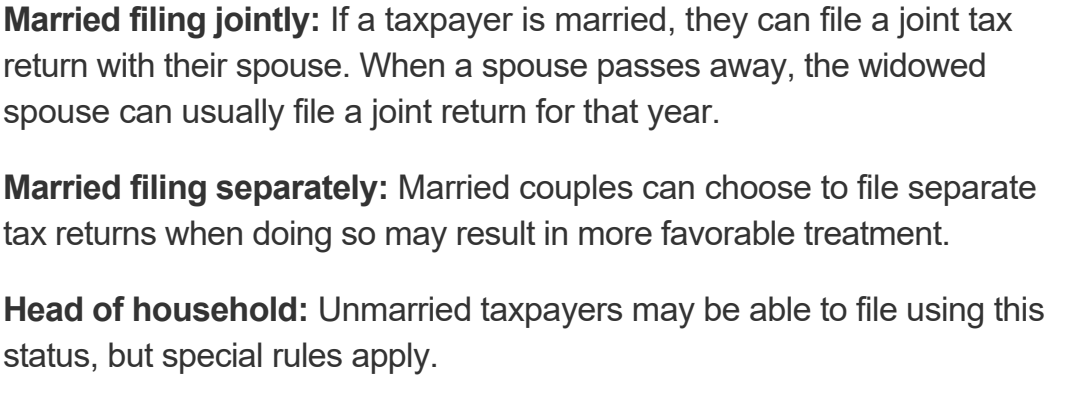 Married filing jointly: If a taxpayer is married, they can file a joint tax
return with their spouse. When a spouse passes away, the widowed
spouse can usually file a joint return for that year.
Married filing separately: Married couples can choose to file separate
tax returns when doing so may result in more favorable treatment.
Head of household: Unmarried taxpayers may be able to file using this
status, but special rules apply.